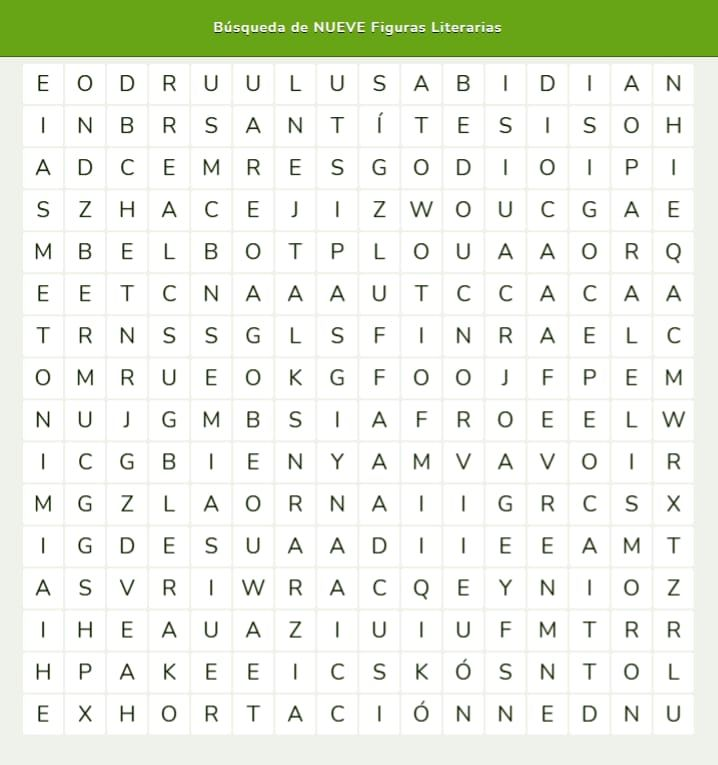 Búsqueda de NUEVE Figuras Literarias
E O D R U U L U S A B I D I A N
I N B R S A N T Í T E S I S O H
A D C E M R E S G O D I O I P I
S Z H A C E J I Z W O U C G A E
M B E L B O T P L O U A A O R Q
E E T C N A A A U T C C A C A A
T R N S S G L S F I N R A E L C
O M R U E O K G F O O J F P E M
N U J G M B S I A F R O E E L W
I C G B I E N Y A M V A V O I R
M G Z L A O R N A I I G R C S X
I G D E S U A A D I I E E A M T
A S V R I W R A C Q E Y N I O Z
I H E A U A Z I U I U F M T R R
H P A K E E I C S K Ó S N T O L
E X H O R T A C I Ó N N E D N U